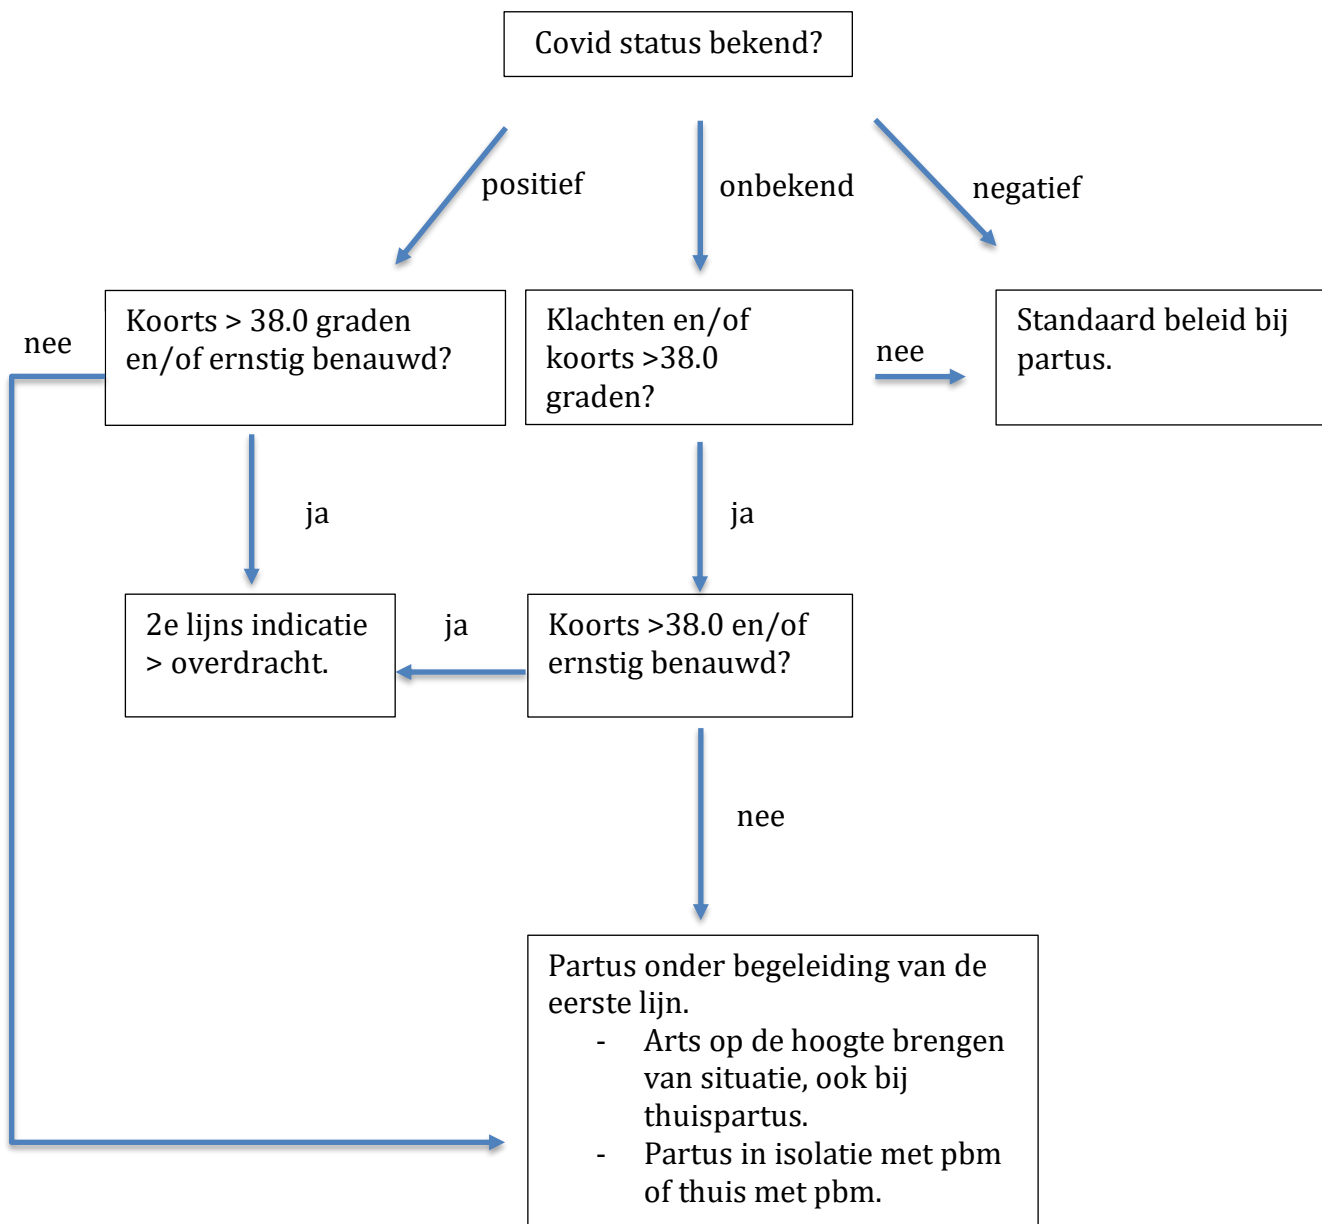 Covid status bekend?
positief
onbekend
negatief
nee
Koorts > 38.0 graden
en/of ernstig benauwd?
Klachten en/of
koorts >38.0
graden?
nee
Standaard beleid bij
partus.
ja
ja
2e lijns indicatie
> overdracht.
ja
Koorts >38.0 en/of
ernstig benauwd?
nee
Partus onder begeleiding van de
eerste lijn.
- Arts op de hoogte brengen
van situatie, ook bij
thuispartus.
- Partus in isolatie met pbm
of thuis met pbm.